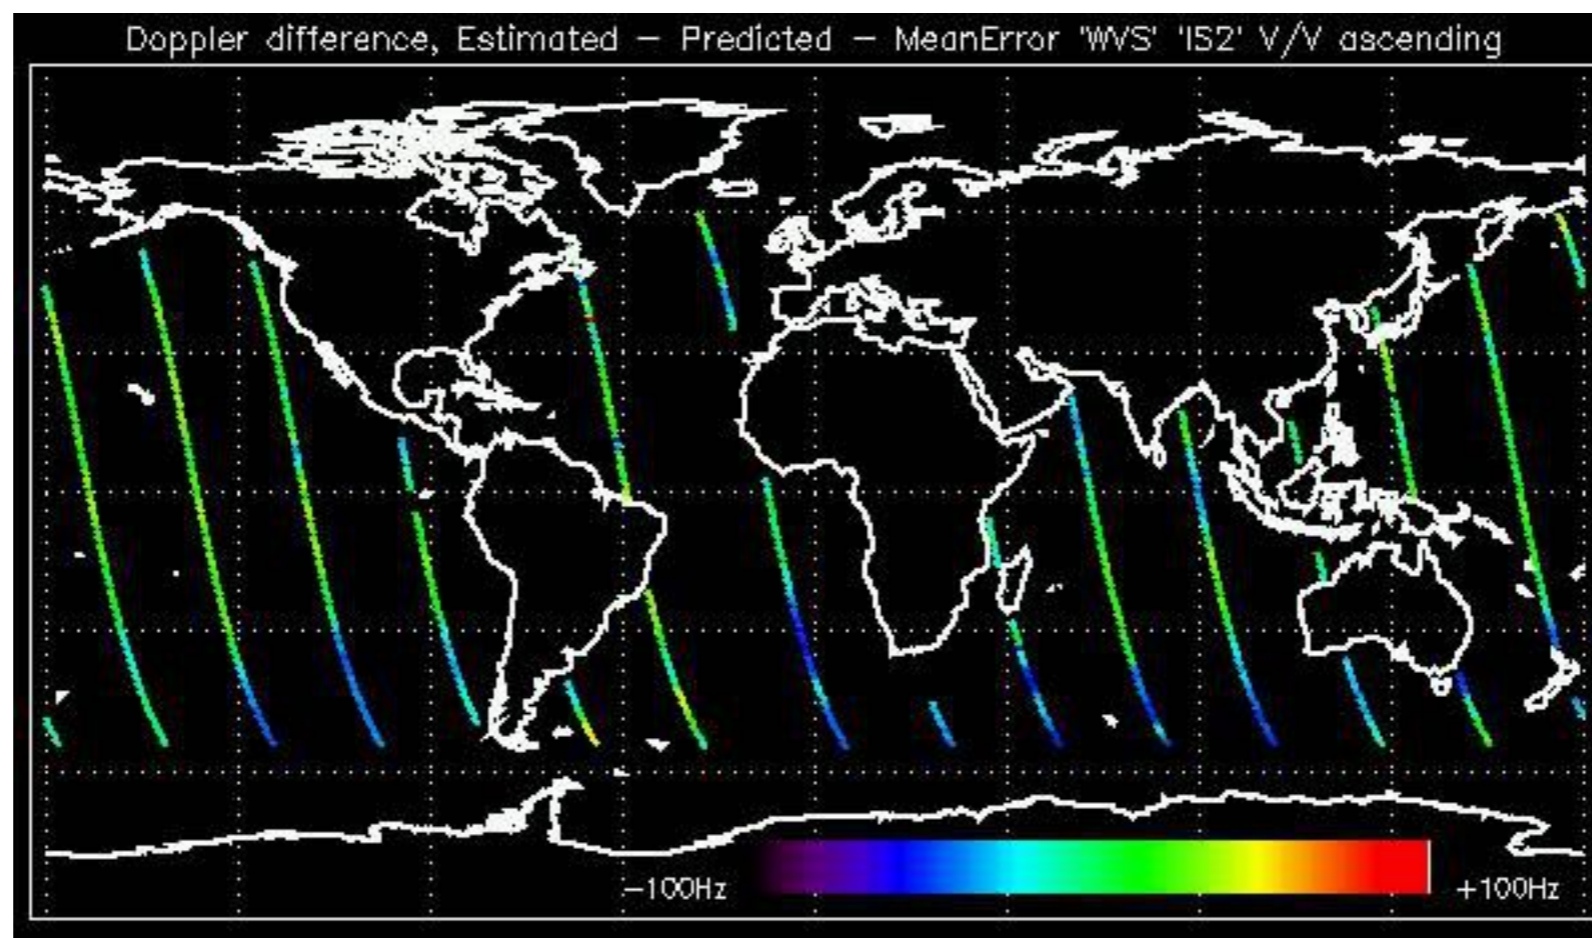 Doppler difference, Estimated – Predicted – MeanError 'WVS' 'IS2' V/V ascending
–100Hz
+100Hz